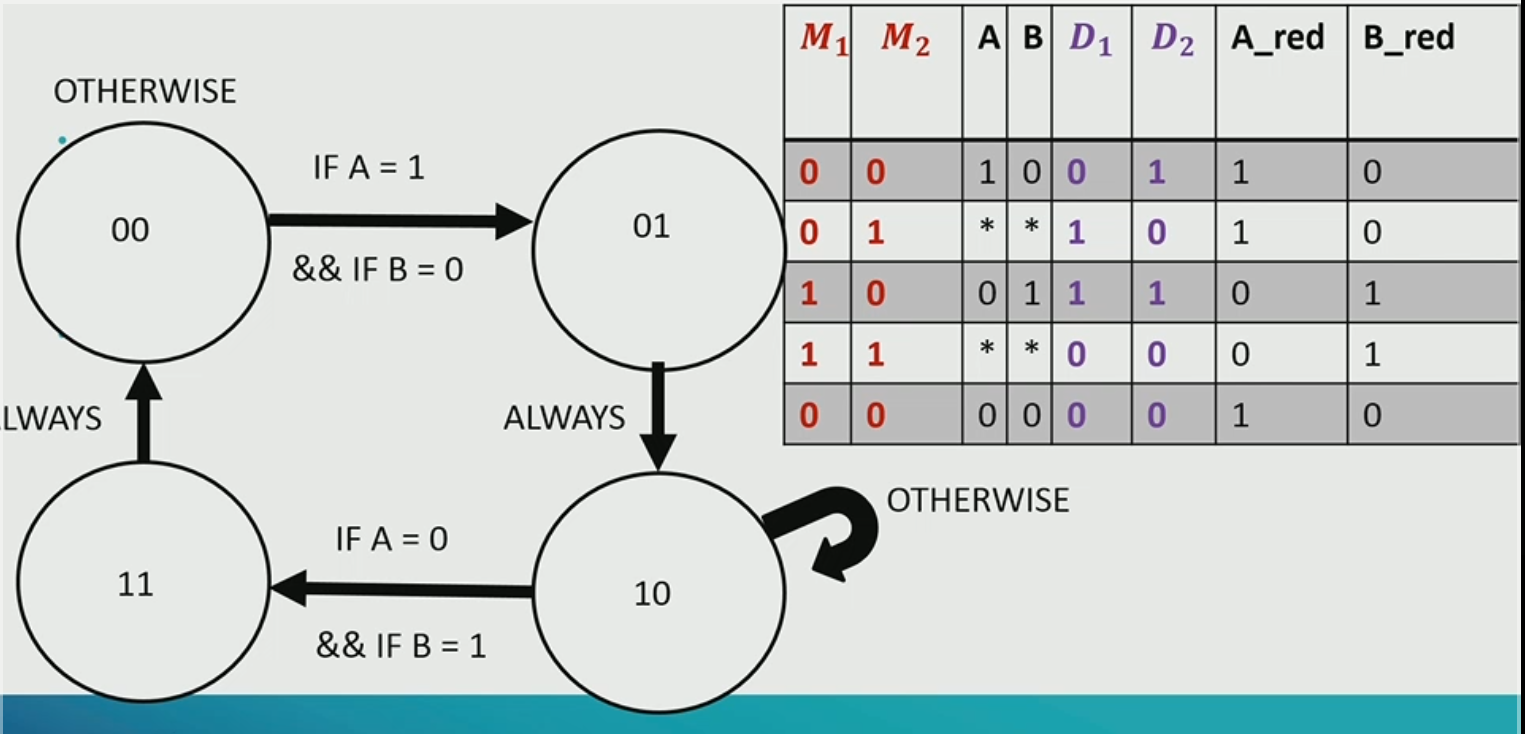 OTHERWISE
00
IF A = 1
&& IF B = 0
01
LWAYS
ALWAYS
11
IF A = 0
&& IF B = 1
10
OTHERWISE
M₁ M₂ A B D₁ D₂ A_red B_red
0 0 1 0 0 1 1 0
0 1 * * 1 0 1 0
1 0 0 1 1 1 0 1
1 1 * * 0 0 0 1
0 0 0 0 0 0 1 0